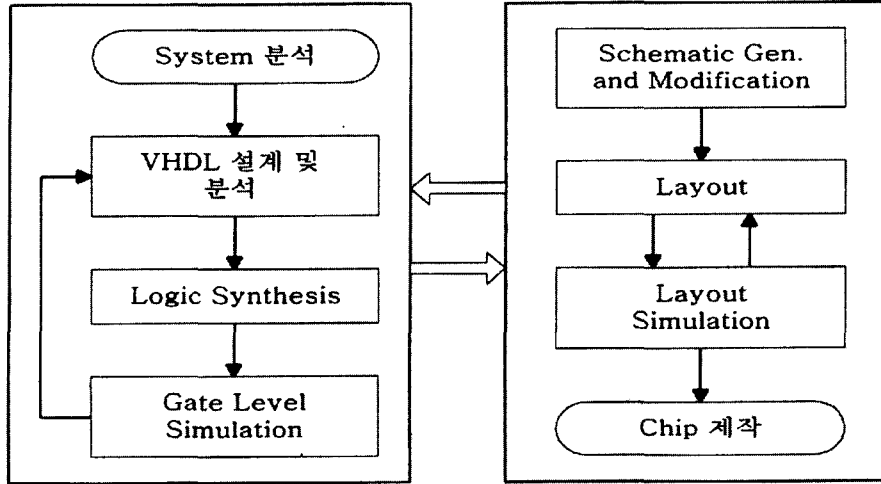 System 분석
VHDL 설계 및
분석
Logic Synthesis
Gate Level
Simulation
Schematic Gen.
and Modification
Layout
Layout
Simulation
Chip 제작